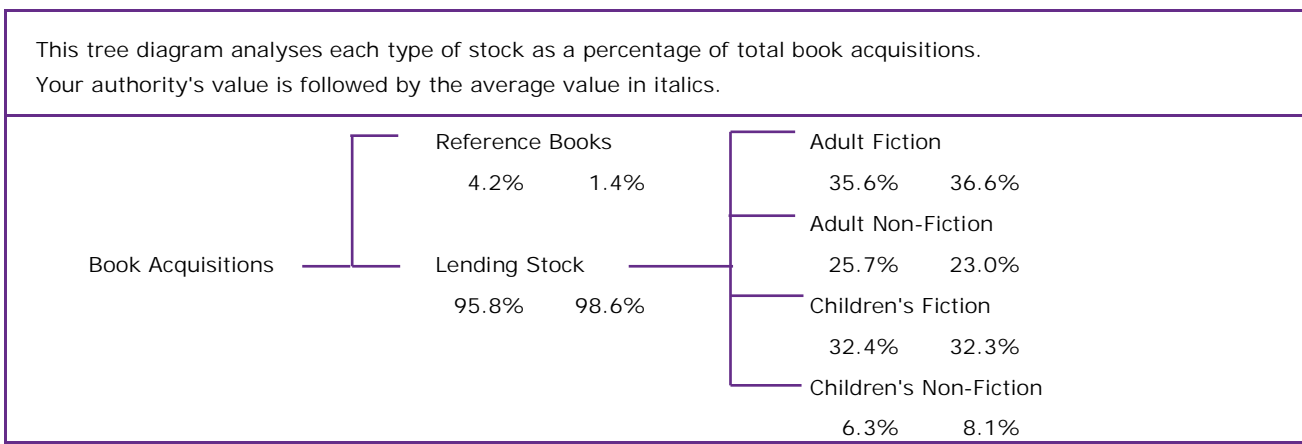 This tree diagram analyses each type of stock as a percentage of total book acquisitions.
Your authority's value is followed by the average value in italics.
Reference Books
4.2% 1.4%
Book Acquisitions
Lending Stock
95.8% 98.6%
Adult Fiction
35.6% 36.6%
Adult Non-Fiction
25.7% 23.0%
Children's Fiction
32.4% 32.3%
Children's Non-Fiction
6.3% 8.1%